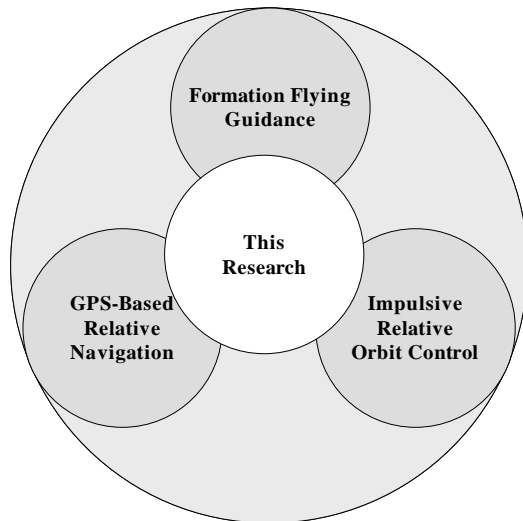 Formation Flying
Guidance
This
Research
GPS-Based
Relative
Navigation
Impulsive
Relative
Orbit Control